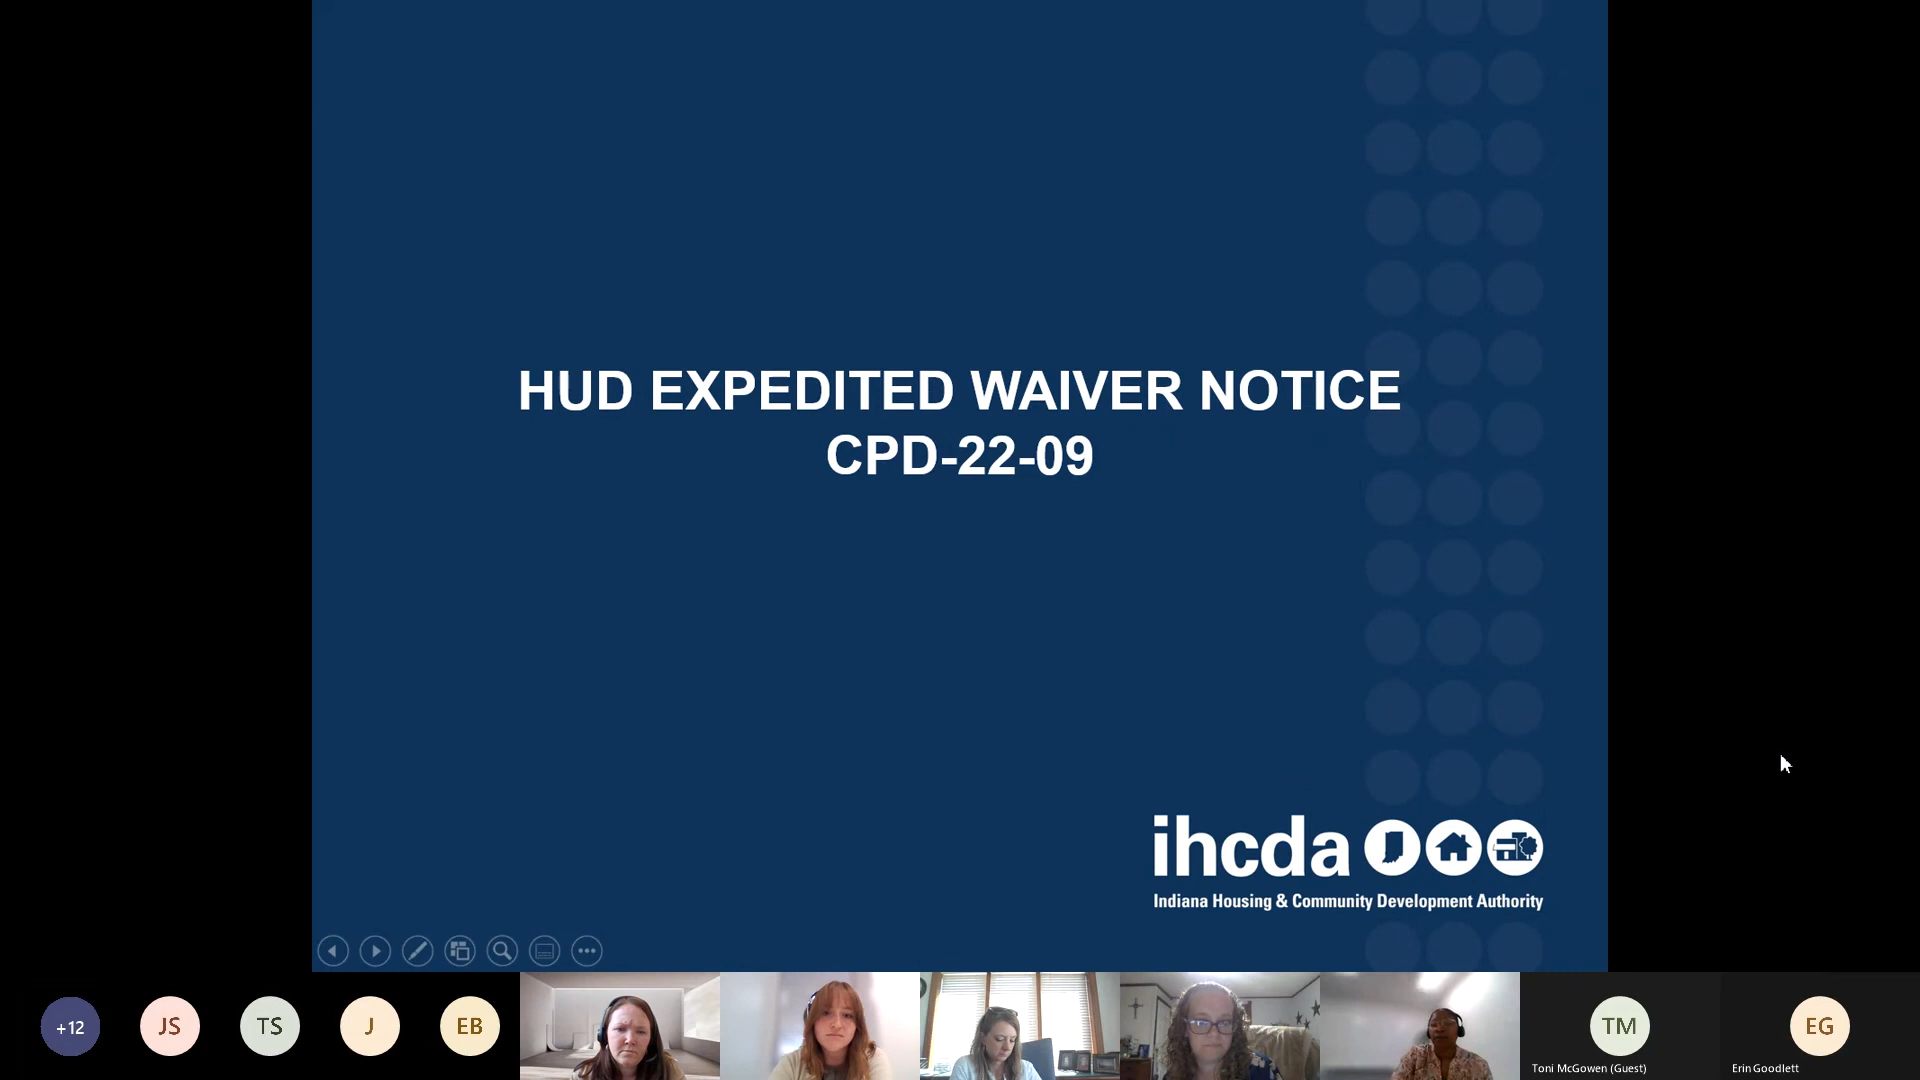 HUD EXPEDITED WAIVER NOTICE
CPD-22-09
ihcda
Indiana Housing & Community Development Authority
+12
JS
TS
J
EB
TM
EG
Toni McGowen (Guest)
Erin Goodlett